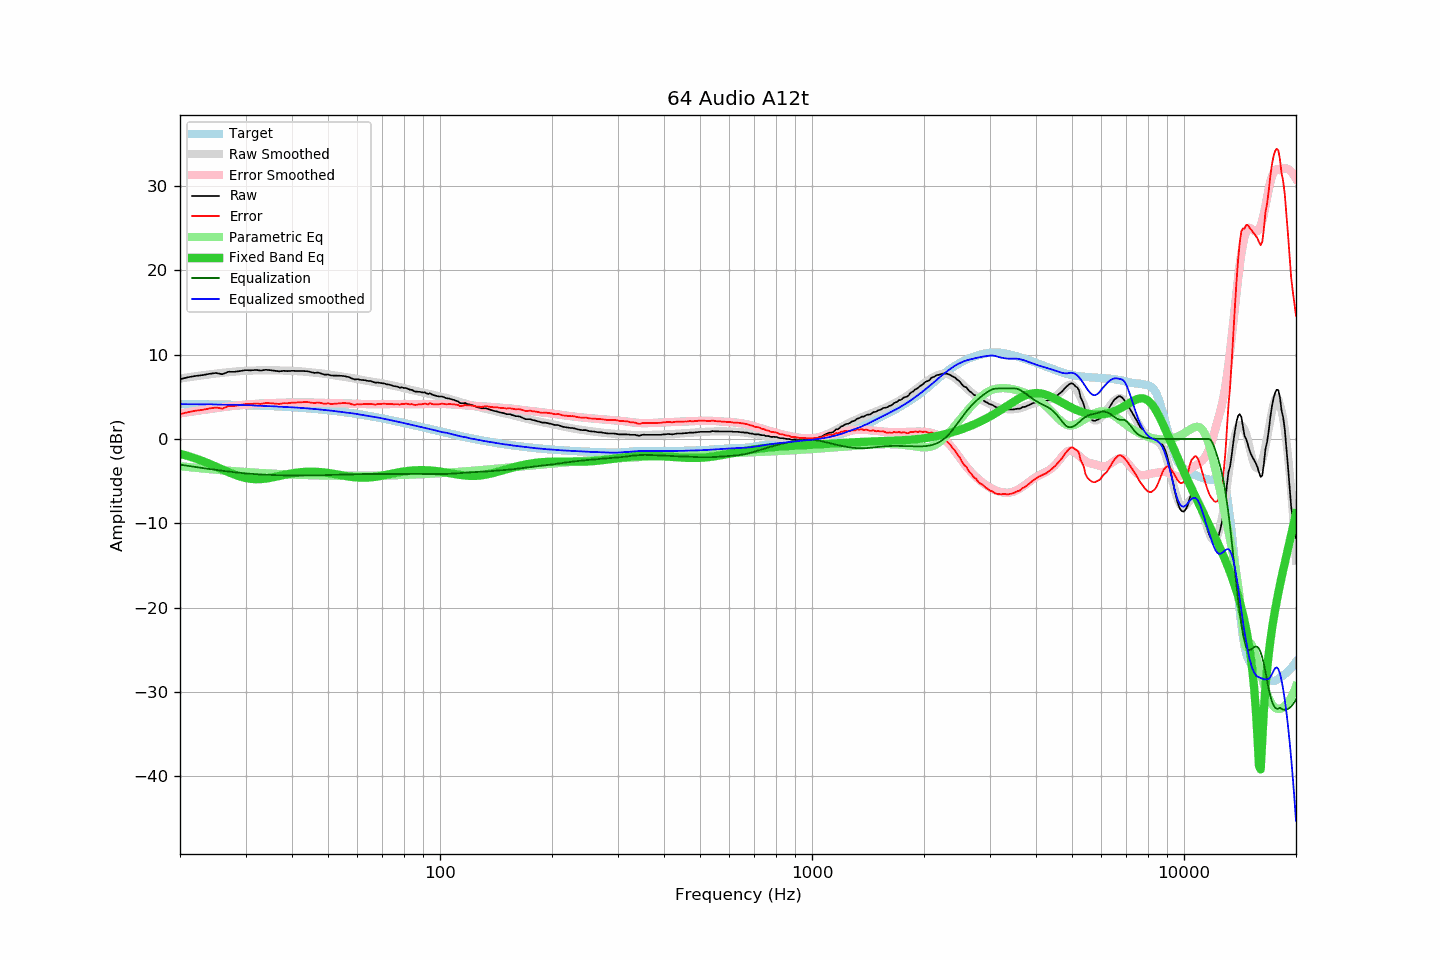 64 Audio A12t
Target
Raw Smoothed
Error Smoothed
Raw
Error
Parametric Eq
Fixed Band Eq
Equalization
Equalized smoothed
30
20
10
0
−10
−20
−30
−40
Amplitude (dBr)
100
1000
10000
Frequency (Hz)